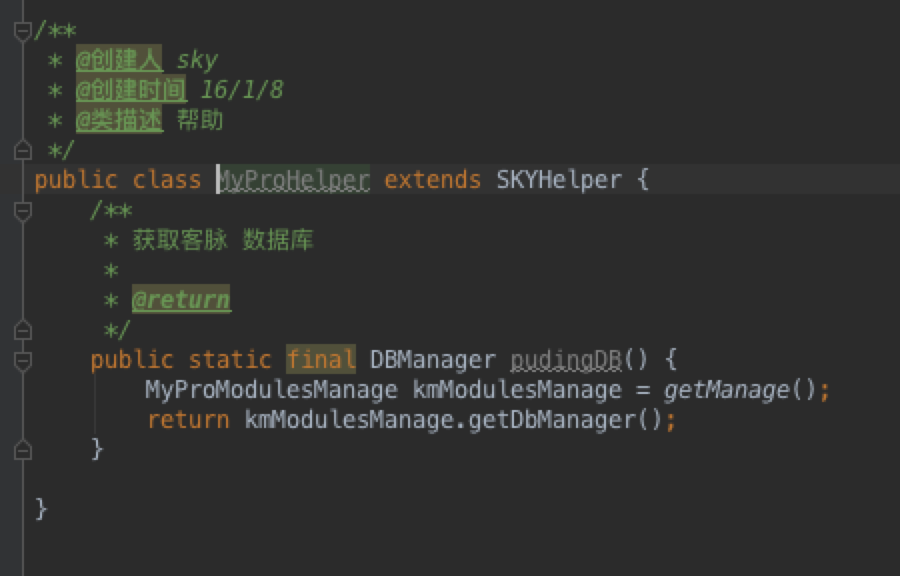 /**
 * @创建人 sky
 * @创建时间 16/1/8
 * @类描述 帮助
 */
public class MyProHelper extends SKYHelper {
    /**
     * 获取客脉 数据库
     *
     * @return
     */
    public static final DBManager pudingDB() {
        MyProModulesManage kmModulesManage = getManage();
        return kmModulesManage.getDbManager();
    }
}